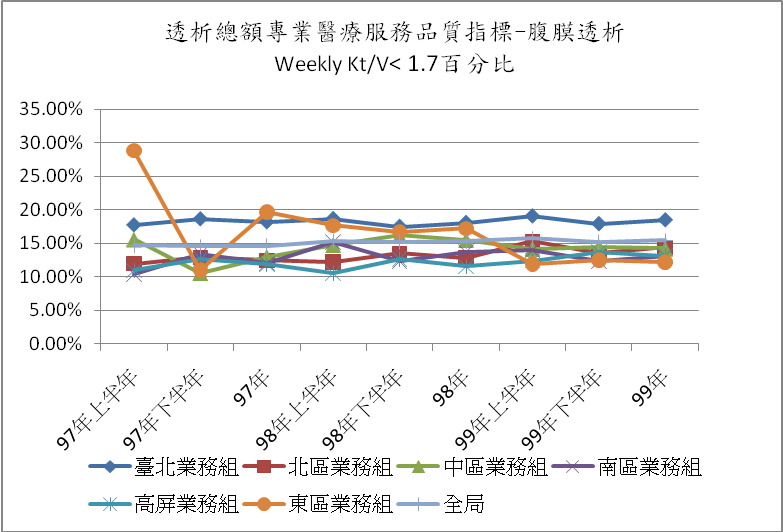 透析總額專業醫療服務品質指標-腹膜透析
Weekly Kt/V< 1.7百分比
35.00%
30.00%
25.00%
20.00%
15.00%
10.00%
5.00%
0.00%
97年上半年
97年下半年
97年
98年上半年
98年下半年
98年
99年上半年
99年下半年
99年
臺北業務組 北區業務組 中區業務組 南區業務組
高屏業務組 東區業務組 全局